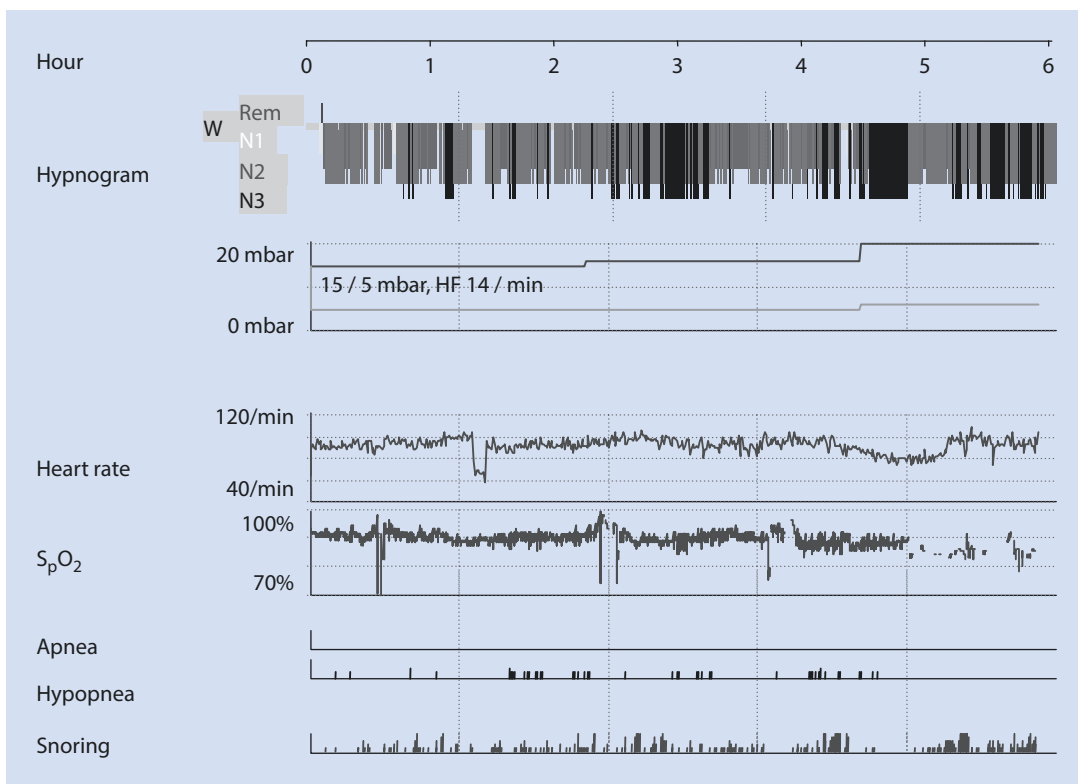 Hour
0 1 2 3 4 5 6
Rem
W
N1
Hypnogram
N2
N3
20 mbar
15 / 5 mbar, HF 14 / min
0 mbar
120/min
Heart rate
40/min
100%
SpO2
70%
Apnea
Hypopnea
Snoring